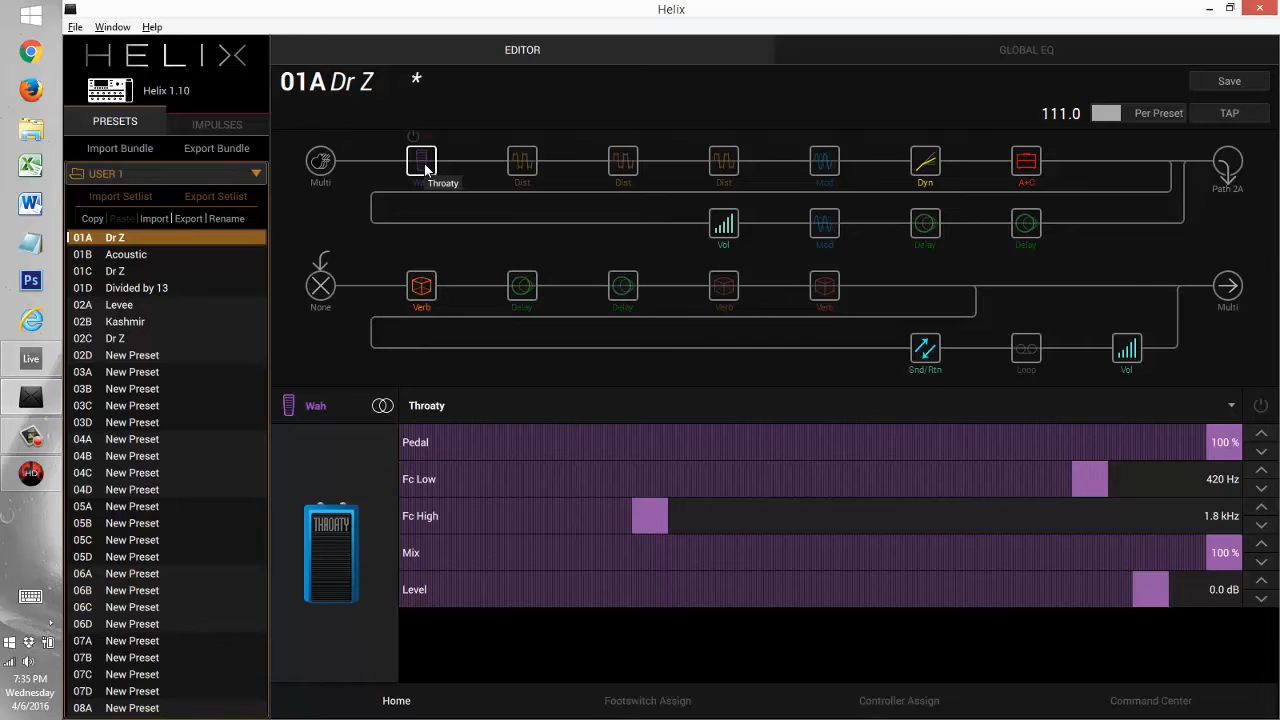 Helix
File Window Help
HELIX
Helix 1.10
PRESETS IMPULSES
Import Bundle Export Bundle
USER 1
Import Setlist Export Setlist
Copy Paste Import Export Rename
01A Dr Z
01B Acoustic
01C Dr Z
01D Divided by 13
02A Levee
02B Kashmir
02C Dr Z
02D New Preset
03A New Preset
03B New Preset
03C New Preset
03D New Preset
04A New Preset
04B New Preset
04C New Preset
04D New Preset
05A New Preset
05B New Preset
05C New Preset
05D New Preset
06A New Preset
06B New Preset
06C New Preset
06D New Preset
07A New Preset
07B New Preset
07C New Preset
07D New Preset
08A New Preset
EDITOR GLOBAL EQ
01A Dr Z * Save
111.0 Per Preset TAP
Multi Dist Dist Dist Mod Dyn A+C Path 2A
Throaty
Vol Mod Delay Delay
None Verb Delay Delay Verb Verb Multi
Snd/Rtn Loop Vol
Wah Throaty
Pedal 100 %
Fc Low 420 Hz
Fc High 1.8 kHz
Mix 100 %
Level 0.0 dB
THROATY
Home Footswitch Assign Controller Assign Command Center
Live
Ps
HD
7:35 PM
Wednesday
4/6/2016